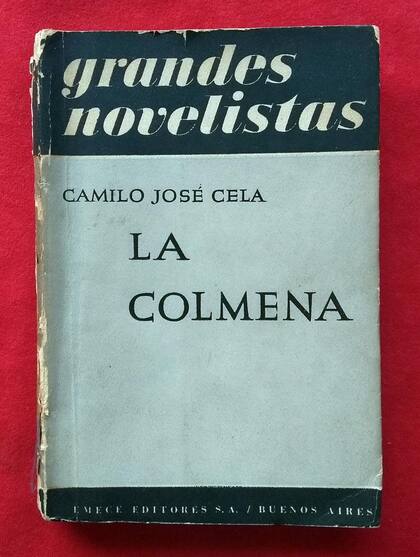 grandes
novelistas
CAMILO JOSÉ CELA
LA
COLMENA
EMECE EDITORES S.A. / BUENOS AIRES